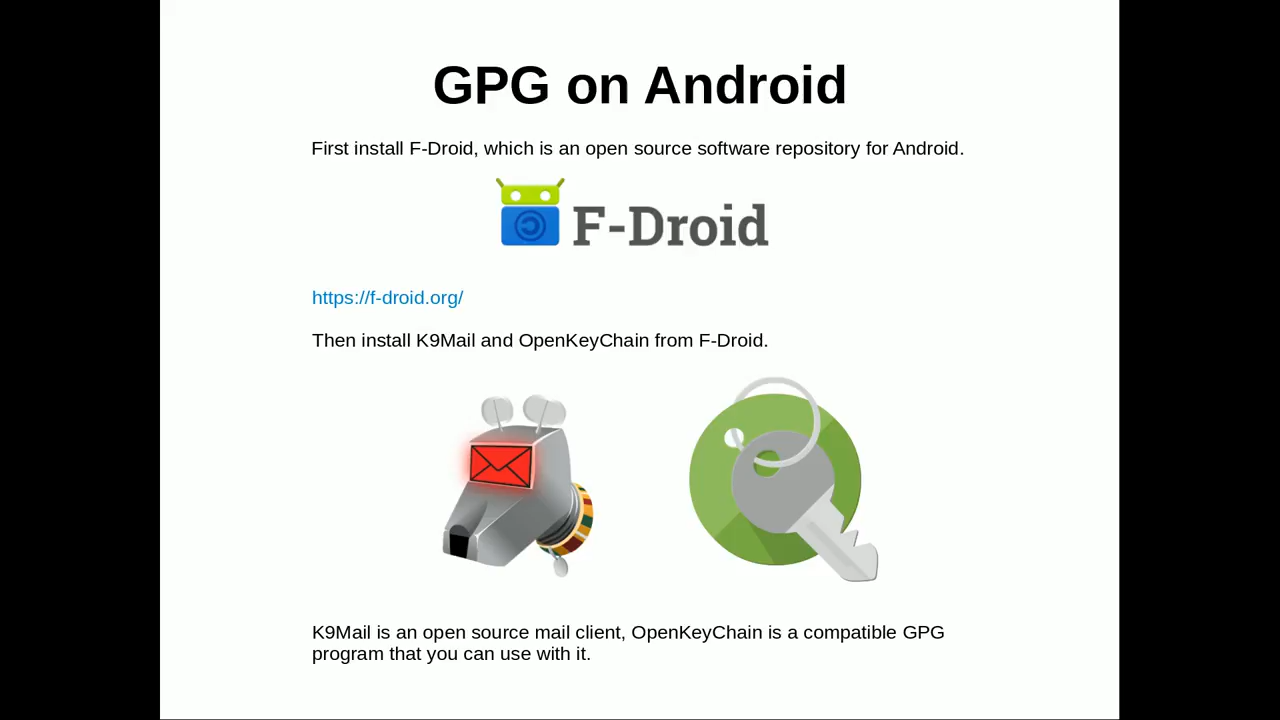 GPG on Android
First install F-Droid, which is an open source software repository for Android.
F-Droid
https://f-droid.org/
Then install K9Mail and OpenKeyChain from F-Droid.
K9Mail is an open source mail client, OpenKeyChain is a compatible GPG
program that you can use with it.